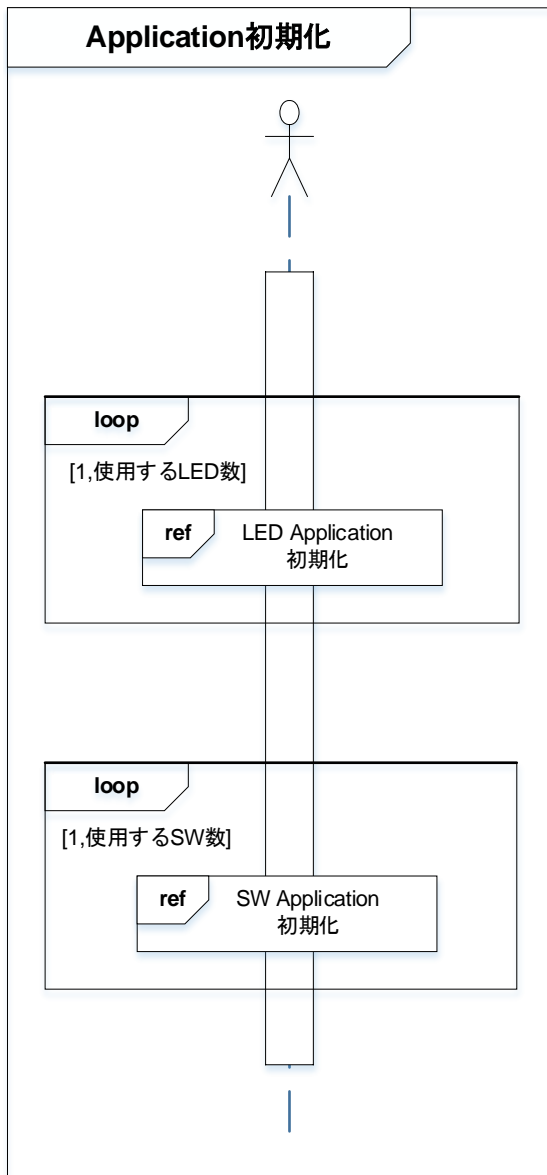 Application初期化
loop
[1,使用するLED数]
ref
LED Application
初期化
loop
[1,使用するSW数]
ref
SW Application
初期化